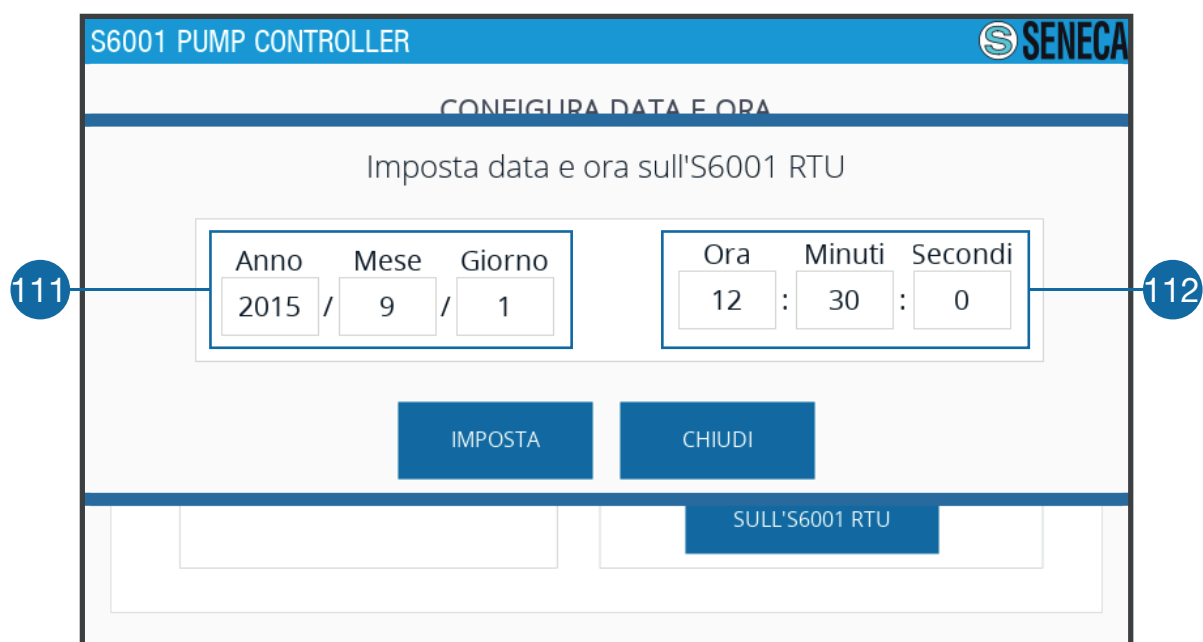 S6001 PUMP CONTROLLER
S SENECA
CONFIGURA DATA E ORA
Imposta data e ora sull'S6001 RTU
Anno Mese Giorno
2015 / 9 / 1
Ora Minuti Secondi
12 : 30 : 0
111
112
IMPOSTA
CHIUDI
SULL'S6001 RTU